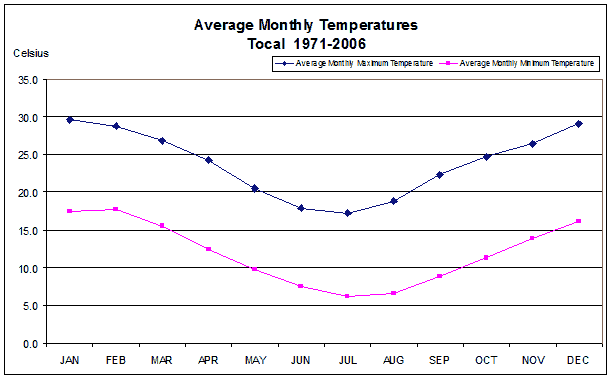 Average Monthly Temperatures
Tocal 1971-2006
Celsius
Average Monthly Maximum Temperature Average Monthly Minimum Temperature
35.0
30.0
25.0
20.0
15.0
10.0
5.0
0.0
JAN FEB MAR APR MAY JUN JUL AUG SEP OCT NOV DEC